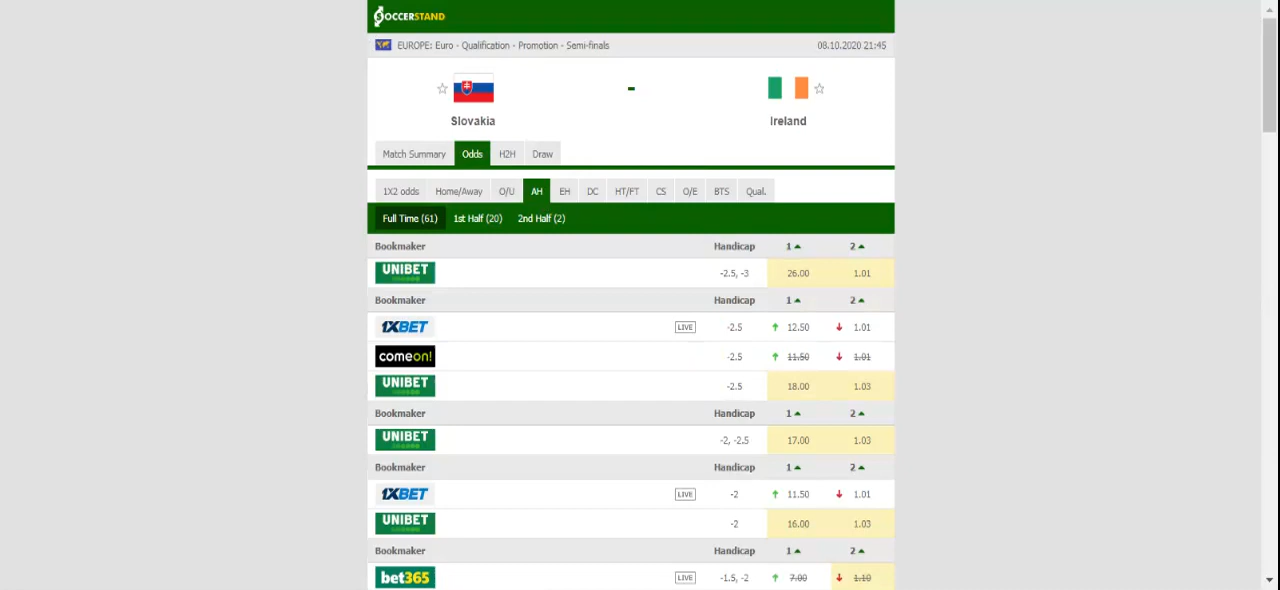 SOCCERSTAND
EUROPE: Euro - Qualification - Promotion - Semi-finals 08.10.2020 21:45
-
Slovakia Ireland
Match Summary Odds H2H Draw
1X2 odds Home/Away O/U AH EH DC HT/FT CS O/E BTS Qual.
Full Time (61) 1st Half (20) 2nd Half (2)
Bookmaker Handicap 1 2
UNIBET -2.5, -3 26.00 1.01
Bookmaker Handicap 1 2
1XBET LIVE -2.5 12.50 1.01
comeon! -2.5 11.50 1.01
UNIBET -2.5 18.00 1.03
Bookmaker Handicap 1 2
UNIBET -2, -2.5 17.00 1.03
Bookmaker Handicap 1 2
1XBET LIVE -2 11.50 1.01
UNIBET -2 16.00 1.03
Bookmaker Handicap 1 2
bet365 LIVE -1.5, -2 7.00 1.10